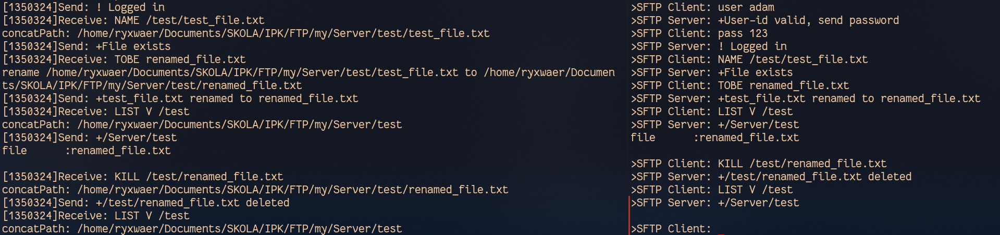 [1350324]Send: ! Logged in
[1350324]Receive: NAME /test/test_file.txt
concatPath: /home/ryxwaer/Documents/SKOLA/IPK/FTP/my/Server/test/test_file.txt
[1350324]Send: +File exists
[1350324]Receive: TOBE renamed_file.txt
rename /home/ryxwaer/Documents/SKOLA/IPK/FTP/my/Server/test/test_file.txt to /home/ryxwaer/Documen
ts/SKOLA/IPK/FTP/my/Server/test/renamed_file.txt
[1350324]Send: +test_file.txt renamed to renamed_file.txt
[1350324]Receive: LIST V /test
concatPath: /home/ryxwaer/Documents/SKOLA/IPK/FTP/my/Server/test
[1350324]Send: +/Server/test
file      :renamed_file.txt
[1350324]Receive: KILL /test/renamed_file.txt
concatPath: /home/ryxwaer/Documents/SKOLA/IPK/FTP/my/Server/test/renamed_file.txt
[1350324]Send: +/test/renamed_file.txt deleted
[1350324]Receive: LIST V /test
concatPath: /home/ryxwaer/Documents/SKOLA/IPK/FTP/my/Server/test
>SFTP Client: user adam
>SFTP Server: +User-id valid, send password
>SFTP Client: pass 123
>SFTP Server: ! Logged in
>SFTP Client: NAME /test/test_file.txt
>SFTP Server: +File exists
>SFTP Client: TOBE renamed_file.txt
>SFTP Server: +test_file.txt renamed to renamed_file.txt
>SFTP Client: LIST V /test
>SFTP Server: +/Server/test
file      :renamed_file.txt
>SFTP Client: KILL /test/renamed_file.txt
>SFTP Server: +/test/renamed_file.txt deleted
>SFTP Client: LIST V /test
>SFTP Server: +/Server/test
>SFTP Client: